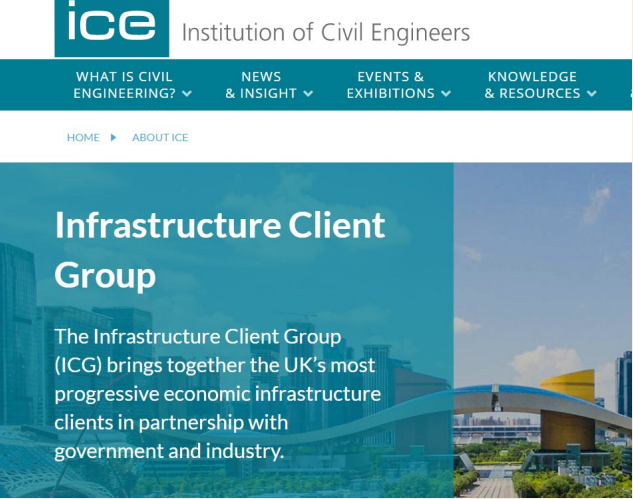 ice Institution of Civil Engineers
WHAT IS CIVIL ENGINEERING?
NEWS & INSIGHT
EVENTS & EXHIBITIONS
KNOWLEDGE & RESOURCES
HOME ABOUT ICE
Infrastructure Client
Group
The Infrastructure Client Group
(ICG) brings together the UK's most
progressive economic infrastructure
clients in partnership with
government and industry.